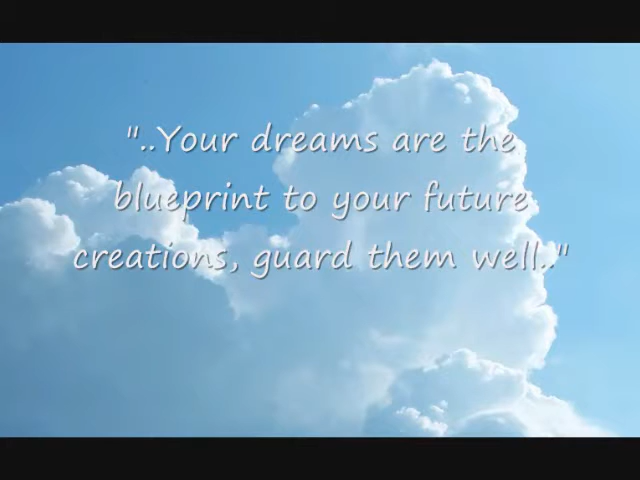 "..Your dreams are the
blueprint to your future
creations, guard them well.."